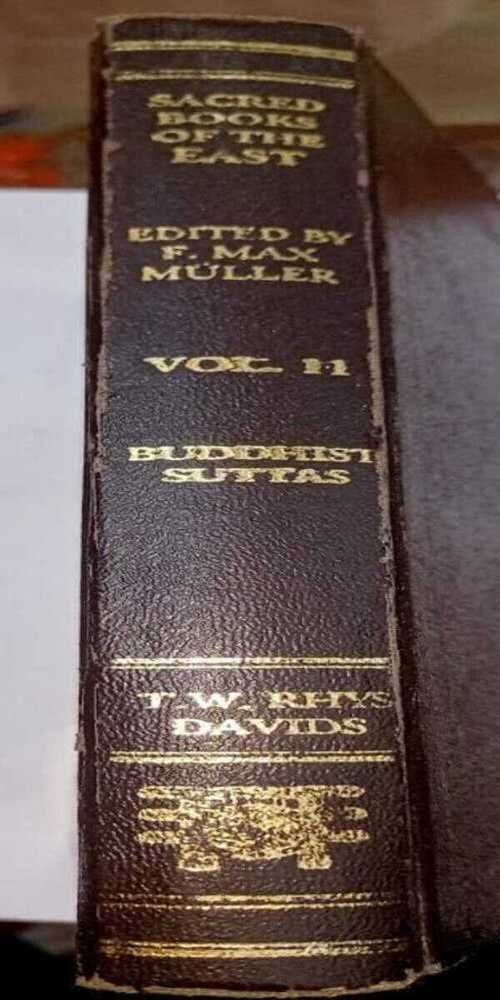 SACRED
BOOKS
OF THE
EAST
EDITED BY
F. MAX
MÜLLER
VOL. 11
BUDDHIST
SUTTAS
T.W. RHYS
DAVIDS